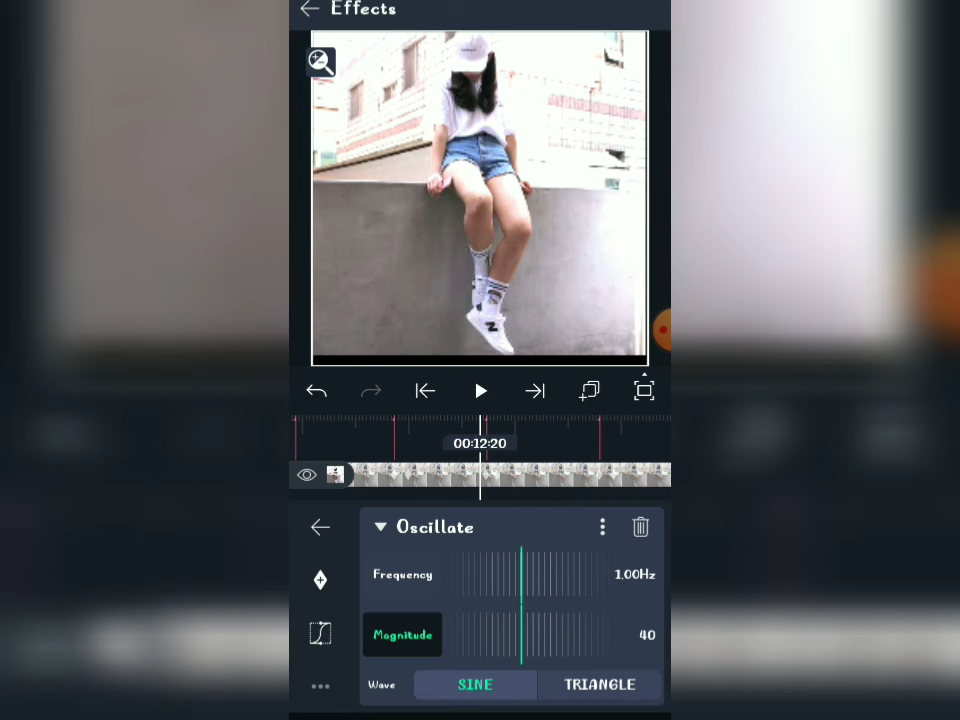 Effects
00:12:20
Oscillate
Frequency 1.00Hz
Magnitude 40
Wave SINE TRIANGLE